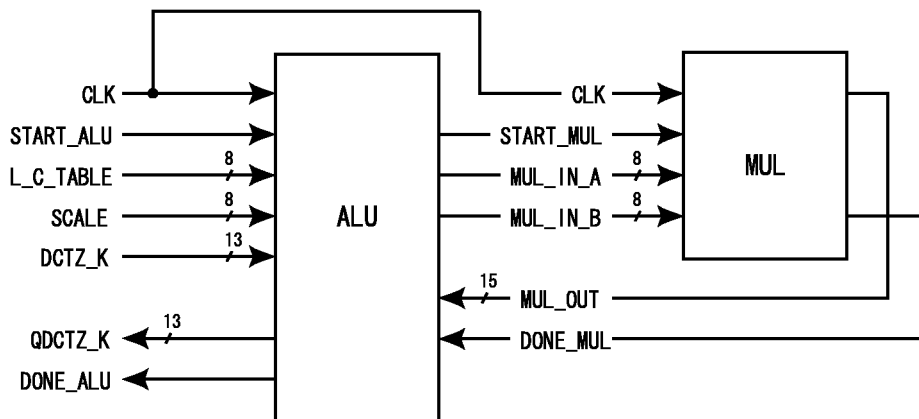 CLK
START_ALU
8
L_C_TABLE
8
SCALE
13
DCTZ_K
13
QDCTZ_K
DONE_ALU
ALU
CLK
START_MUL
8
MUL_IN_A
8
MUL_IN_B
15
MUL_OUT
DONE_MUL
MUL